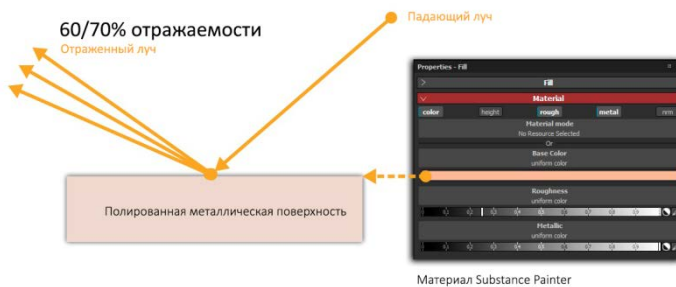 60/70% отражаемости
Отраженный луч
Падающий луч
Полированная металлическая поверхность
Properties - Fill
Fill
Material
color height rough metal nrm
Material mode
No Resource Selected
Or
Base Color
uniform color
Roughness
uniform color
Metallic
uniform color
Материал Substance Painter